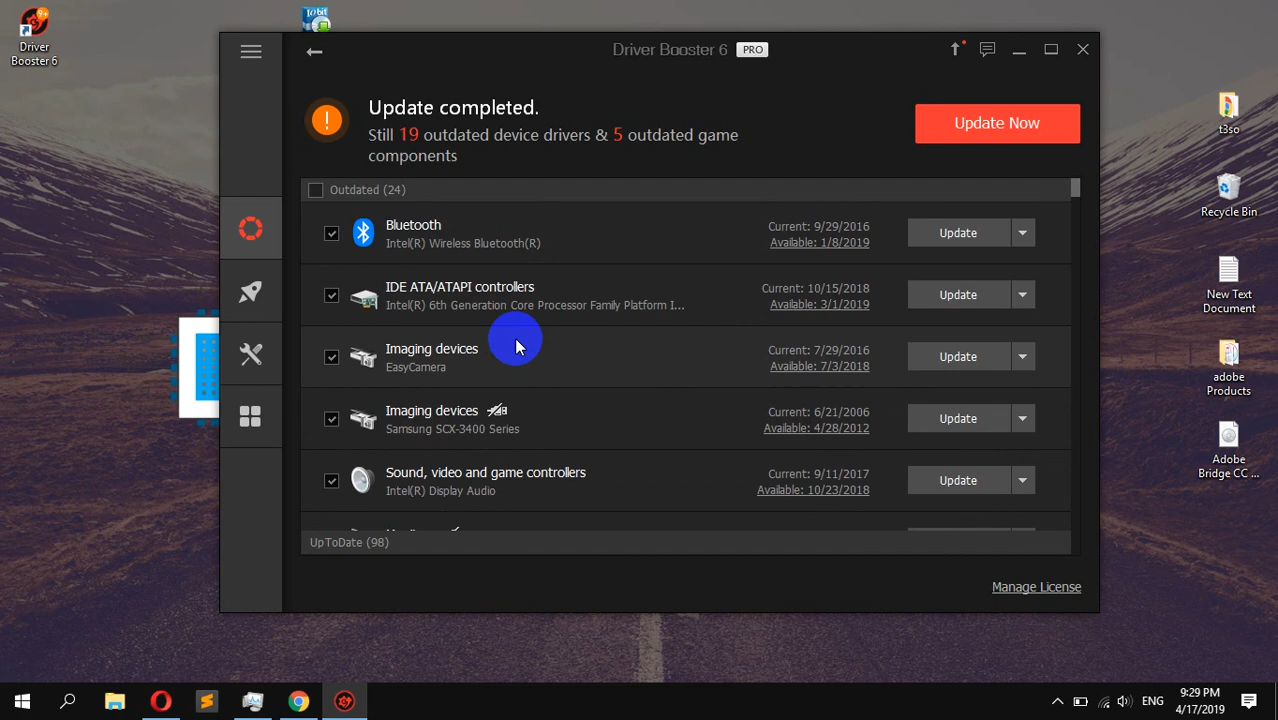 10bit
9+
Driver
Booster 6
Driver Booster 6 PRO
Update completed.
Still 19 outdated device drivers & 5 outdated game
components
Update Now
Outdated (24)
Bluetooth
Intel(R) Wireless Bluetooth(R)
Current: 9/29/2016
Available: 1/8/2019
Update
IDE ATA/ATAPI controllers
Intel(R) 6th Generation Core Processor Family Platform I...
Current: 10/15/2018
Available: 3/1/2019
Update
Imaging devices
EasyCamera
Current: 7/29/2016
Available: 7/3/2018
Update
Imaging devices
Samsung SCX-3400 Series
Current: 6/21/2006
Available: 4/28/2012
Update
Sound, video and game controllers
Intel(R) Display Audio
Current: 9/11/2017
Available: 10/23/2018
Update
UpToDate (98)
Manage License
t3so
Recycle Bin
New Text
Document
adobe
Products
Adobe
Bridge CC ...
ENG
9:29 PM
4/17/2019